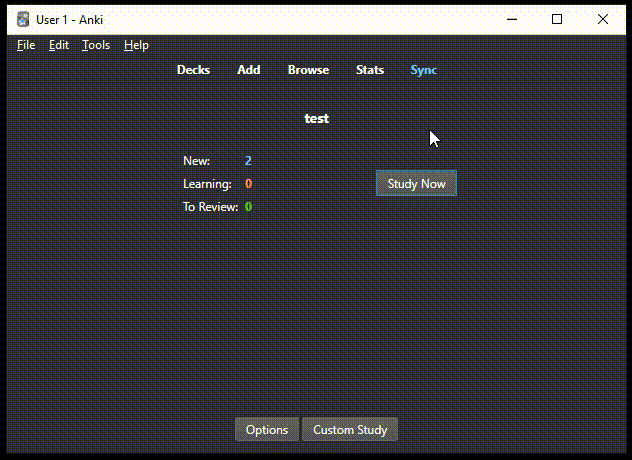 User 1 - Anki
File Edit Tools Help
Decks Add Browse Stats Sync
test
New: 2
Learning: 0
Study Now
To Review: 0
Options Custom Study